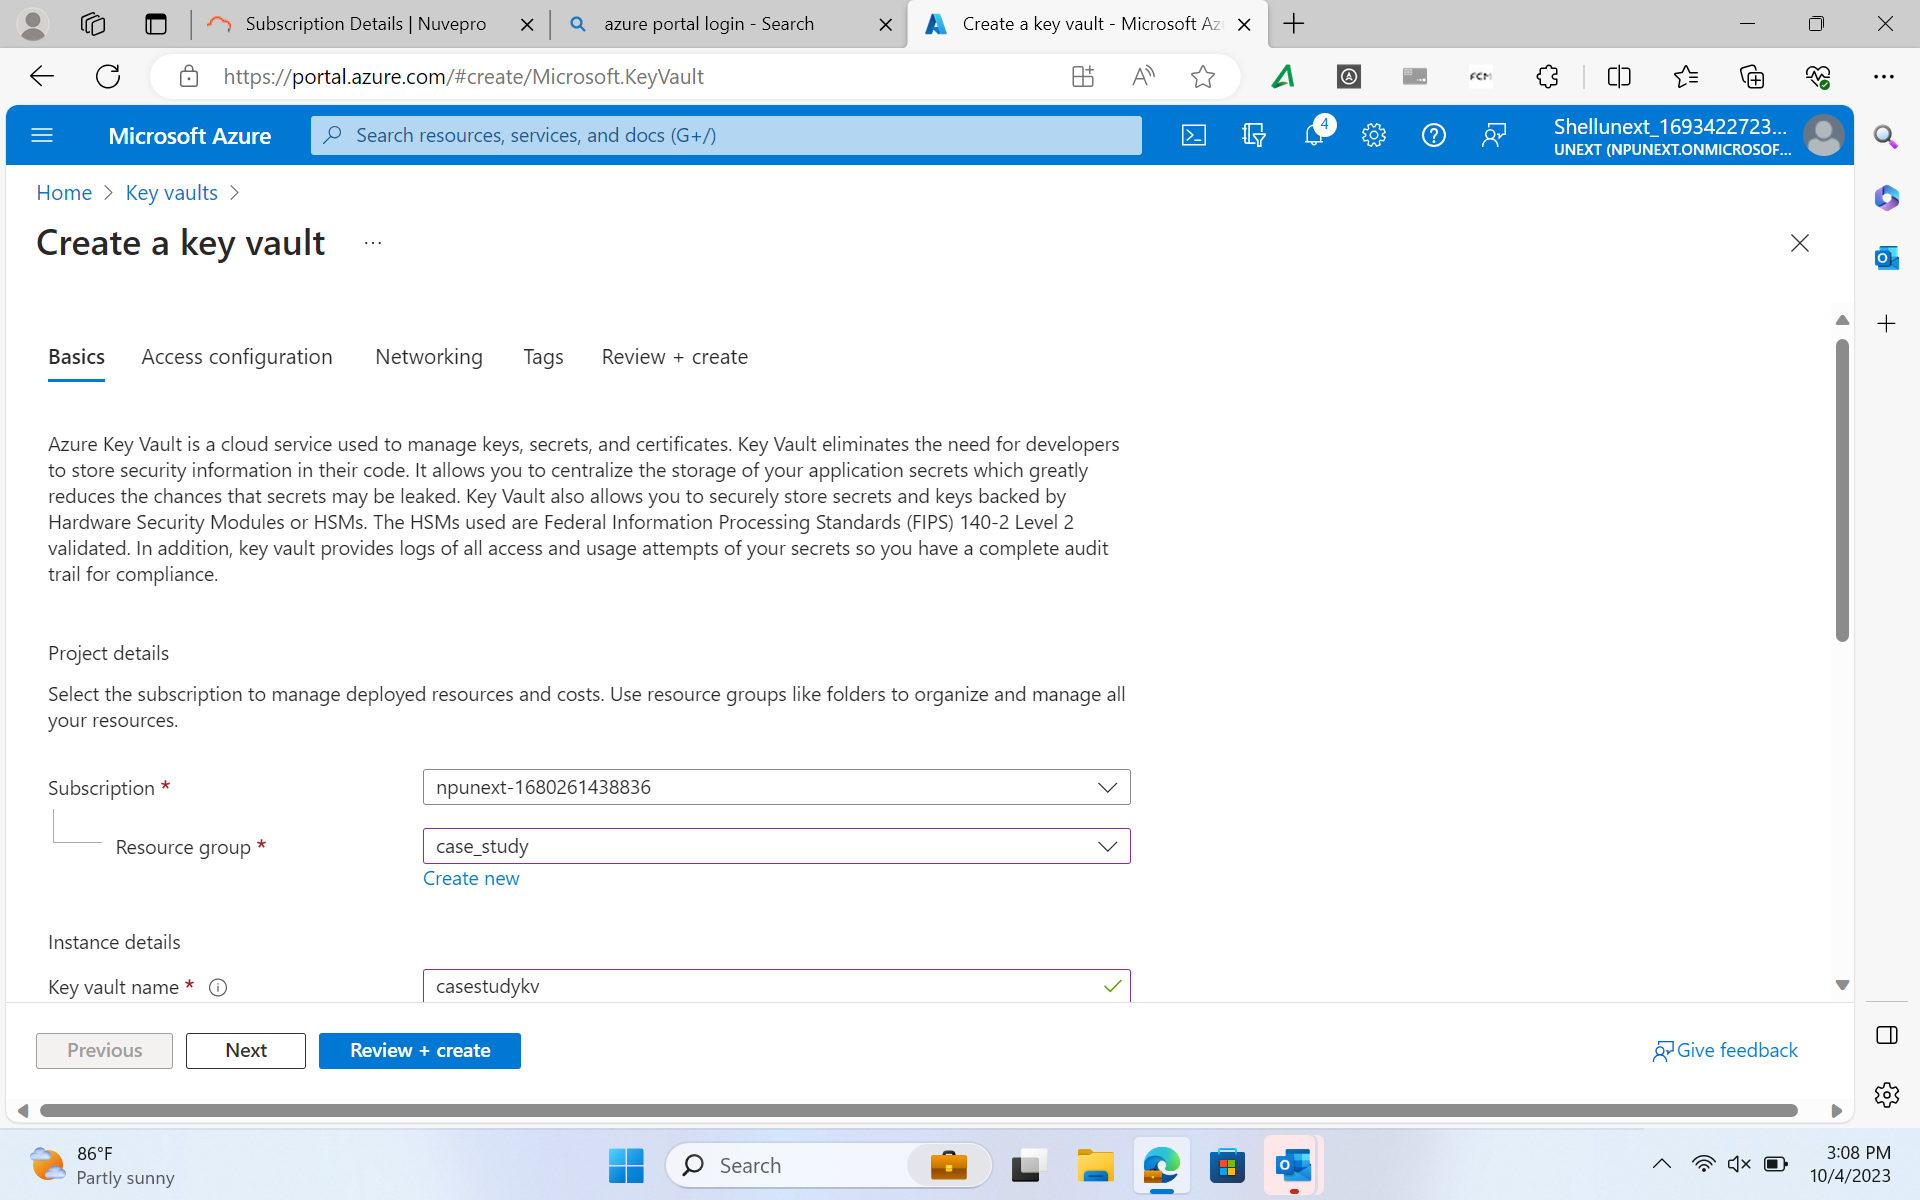 Subscription Details | Nuvepro
azure portal login - Search
Create a key vault - Microsoft Az
https://portal.azure.com/#create/Microsoft.KeyVault
FCM
Microsoft Azure
Search resources, services, and docs (G+/)
4
Shellunext_1693422723...
UNEXT (NPUNEXT.ONMICROSOF...
Home > Key vaults >
Create a key vault ...
Basics Access configuration Networking Tags Review + create
Azure Key Vault is a cloud service used to manage keys, secrets, and certificates. Key Vault eliminates the need for developers
to store security information in their code. It allows you to centralize the storage of your application secrets which greatly
reduces the chances that secrets may be leaked. Key Vault also allows you to securely store secrets and keys backed by
Hardware Security Modules or HSMs. The HSMs used are Federal Information Processing Standards (FIPS) 140-2 Level 2
validated. In addition, key vault provides logs of all access and usage attempts of your secrets so you have a complete audit
trail for compliance.
Project details
Select the subscription to manage deployed resources and costs. Use resource groups like folders to organize and manage all
your resources.
Subscription * npunext-1680261438836
Resource group * case_study
Create new
Instance details
Key vault name * casestudykv
Previous Next Review + create
Give feedback
86°F
Partly sunny
Search
3:08 PM
10/4/2023